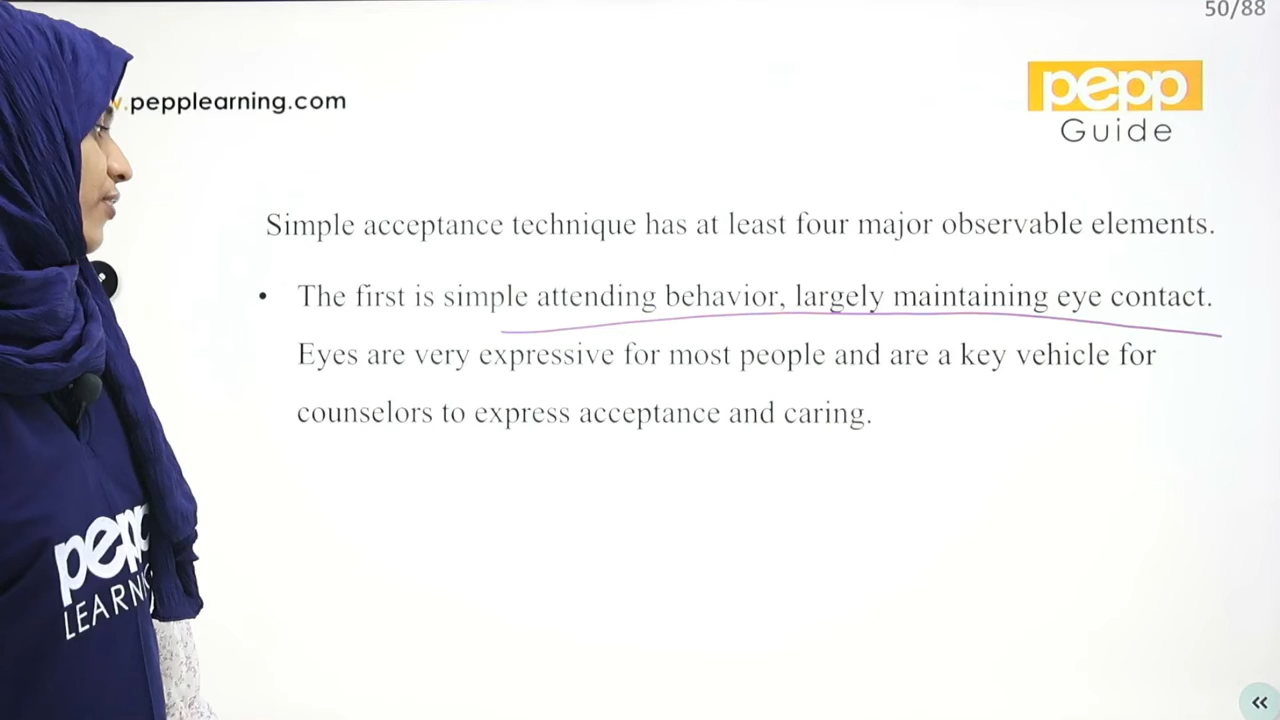 50/88
.pepplearning.com
pepp
Guide
Simple acceptance technique has at least four major observable elements.
• The first is simple attending behavior, largely maintaining eye contact.
Eyes are very expressive for most people and are a key vehicle for
counselors to express acceptance and caring.
pepp
LEARNING